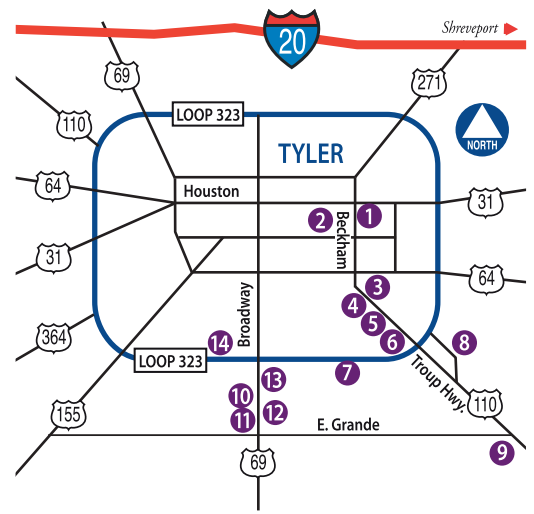 Shreveport
20
69
271
110
LOOP 323
NORTH
TYLER
64
Houston
31
2
Beckham
1
31
64
3
4
Broadway
5
364
14
6
8
LOOP 323
7
Troup Hwy.
13
10
110
155
11
12
E. Grande
9
69